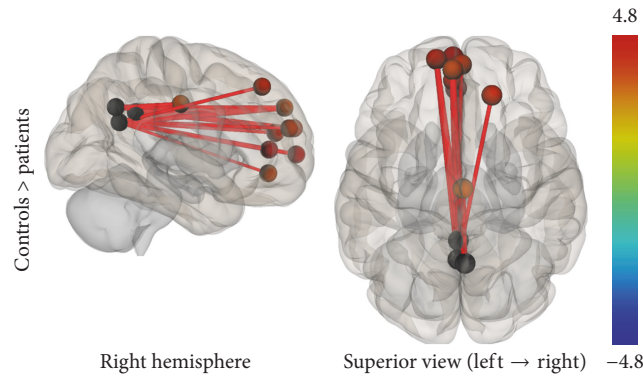 4.8
Controls > patients
Right hemisphere
Superior view (left → right)
−4.8